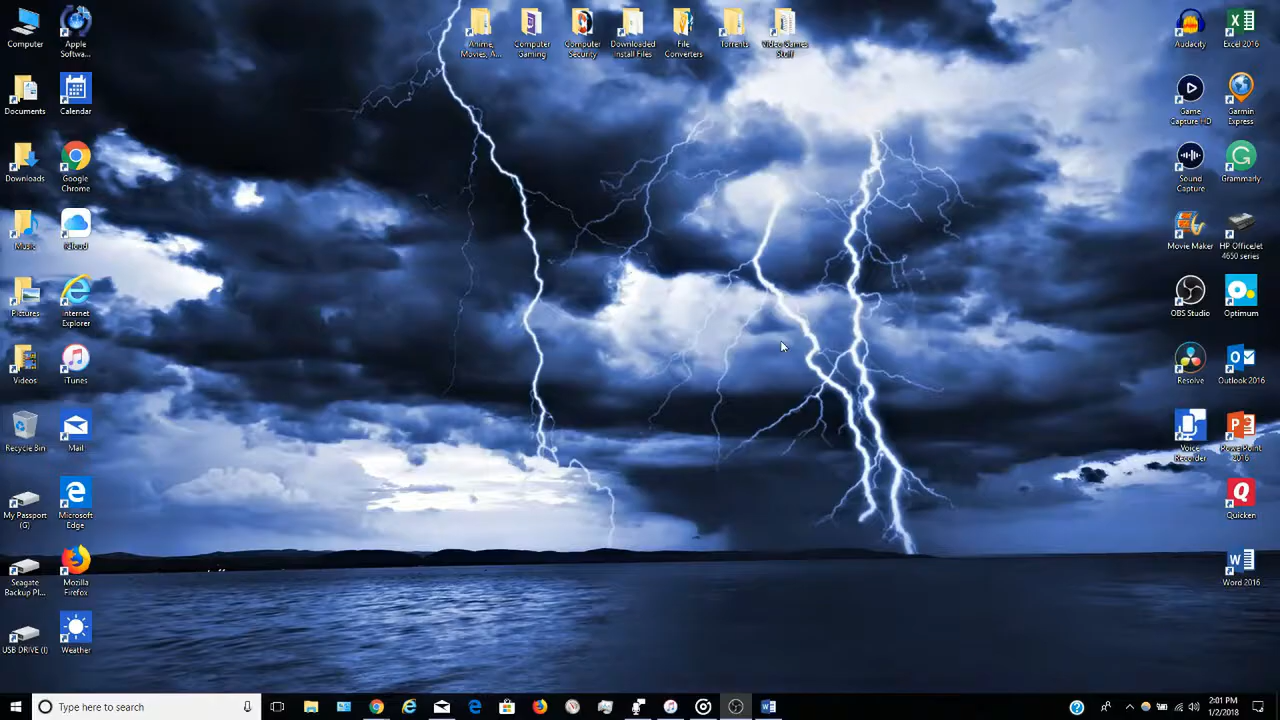 Computer
Apple
Softwa...
Anime,
Movies, A...
Computer
Gaming
Computer
Security
Downloaded
Install Files
File
Converters
Torrents
Video Games
Stuff
Audacity
Excel 2016
Documents
Calendar
Game
Capture HD
Garmin
Express
Downloads
Google
Chrome
Sound
Capture
Grammarly
Music
iCloud
Movie Maker
HP OfficeJet
4650 series
Pictures
Internet
Explorer
OBS Studio
Optimum
Videos
iTunes
Resolve
Outlook 2016
Recycle Bin
Mail
Voice
Recorder
PowerPoint
2016
My Passport
(G)
Microsoft
Edge
Quicken
Seagate
Backup Pl...
Mozilla
Firefox
Word 2016
USB DRIVE (I)
Weather
Type here to search
2:01 PM
1/2/2018